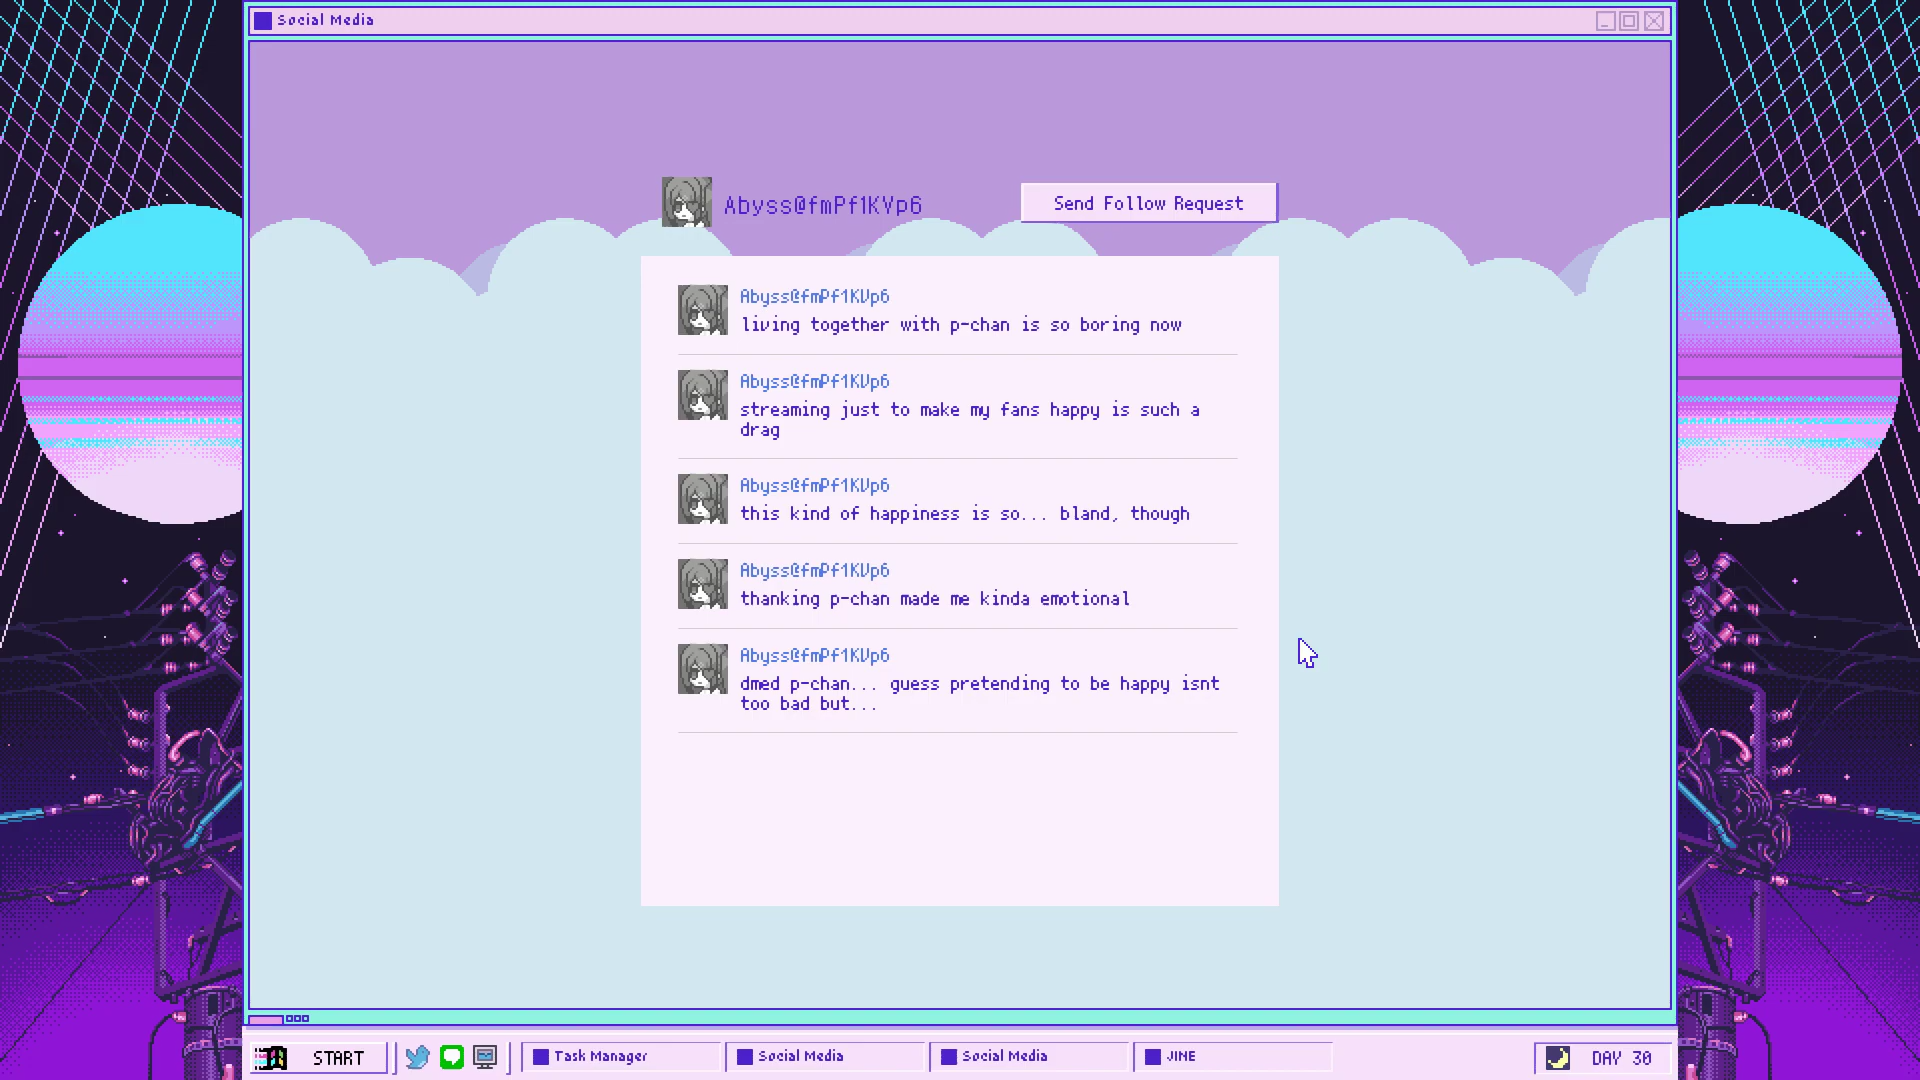 Social Media
Abyss@fmPf1KVp6
Send Follow Request
Abyss@fmPf1KVp6
living together with p-chan is so boring now
Abyss@fmPf1KVp6
streaming just to make my fans happy is such a
drag
Abyss@fmPf1KVp6
this kind of happiness is so... bland, though
Abyss@fmPf1KVp6
thanking p-chan made me kinda emotional
Abyss@fmPf1KVp6
dmed p-chan... guess pretending to be happy isnt
too bad but...
START
Task Manager
Social Media
Social Media
JINE
DAY 30